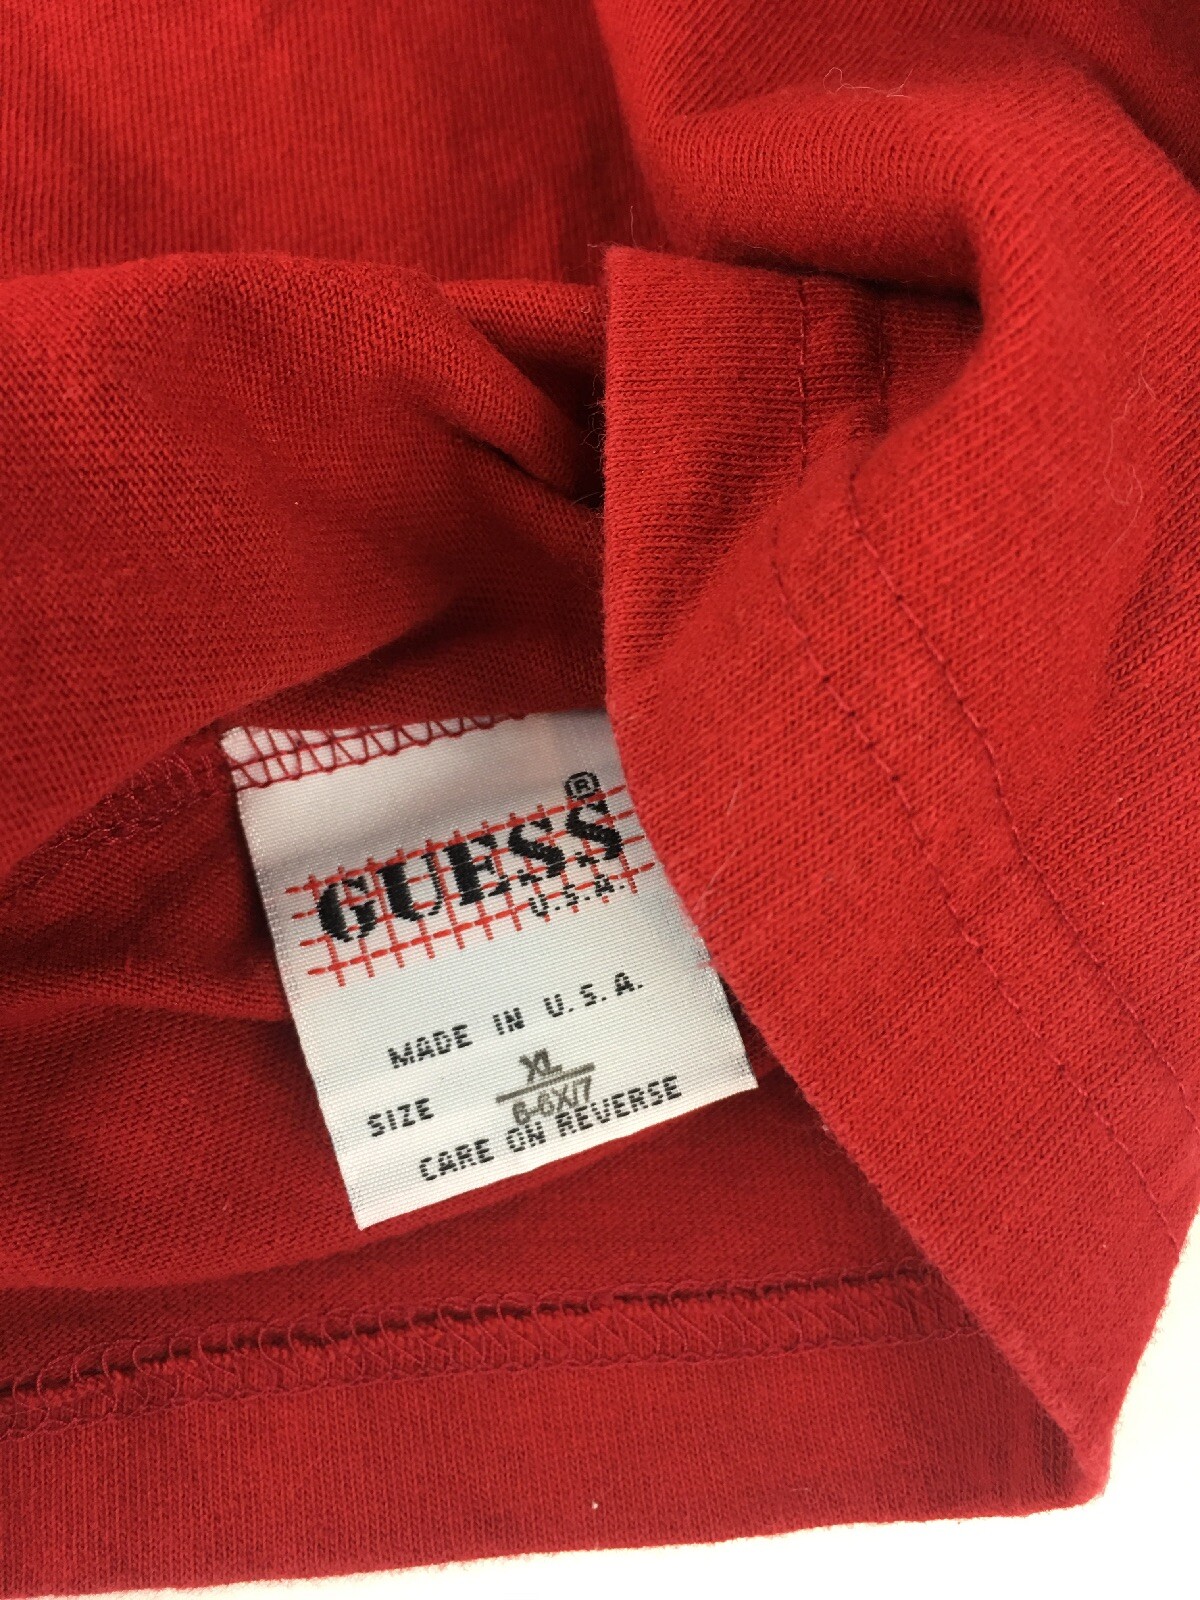 ®
GUESS
U.S.A.
MADE IN U.S.A.
XL
SIZE 6-6X/7
CARE ON REVERSE